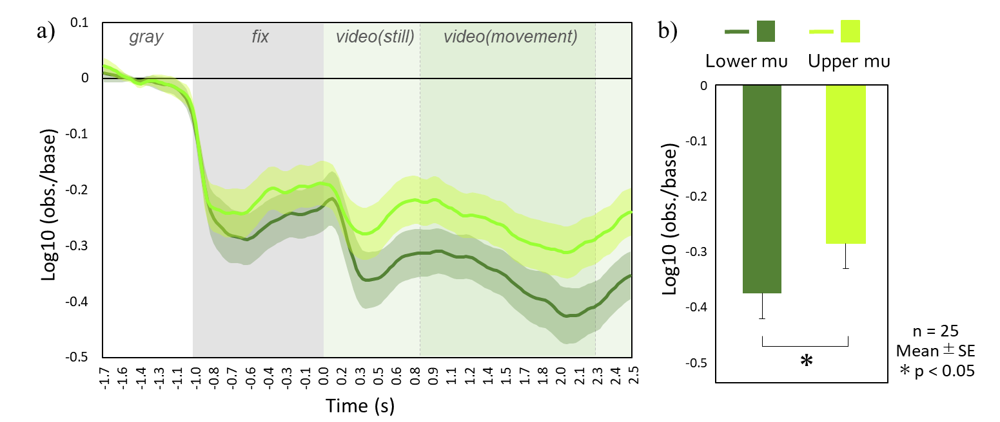 a)
gray
fix
video(still)
video(movement)
0.1
0
-0.1
-0.2
-0.3
-0.4
-0.5
Log10 (obs./base)
-1.7 -1.6 -1.4 -1.3 -1.1 -1.0 -0.8 -0.7 -0.6 -0.4 -0.3 -0.1 0.0 0.2 0.3 0.5 0.6 0.8 0.9 1.1 1.2 1.4 1.5 1.7 1.8 2.0 2.1 2.3 2.4 2.5
Time (s)
b)
Lower mu
Upper mu
0
-0.1
-0.2
-0.3
-0.4
-0.5
Log10 (obs./base)
*
n = 25
Mean ± SE
* p < 0.05